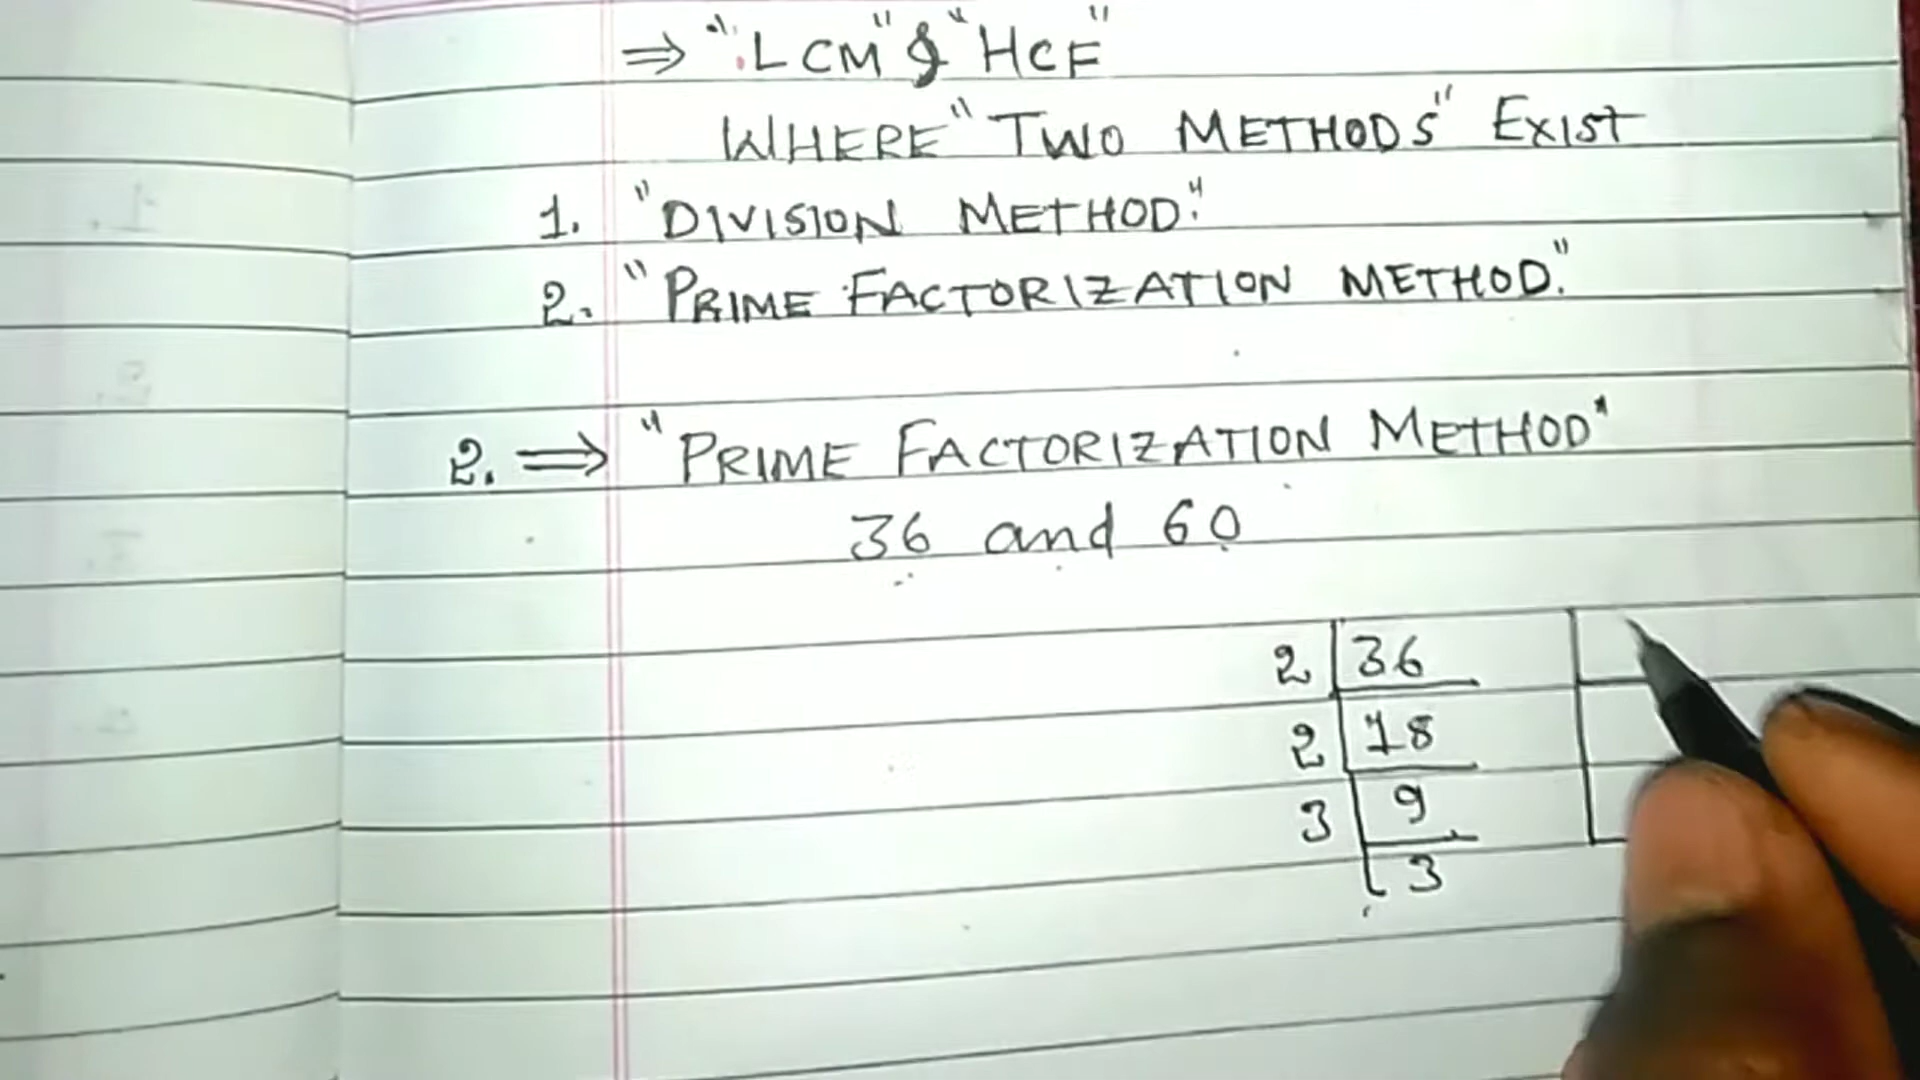 ⇒ "LCM" & "HCF"
WHERE "TWO METHODS" EXIST
1. "DIVISION METHOD."
2. "PRIME FACTORIZATION METHOD."
2. ⇒ "PRIME FACTORIZATION METHOD"
36 and 60
2 | 36
2 | 18
3 | 9
3